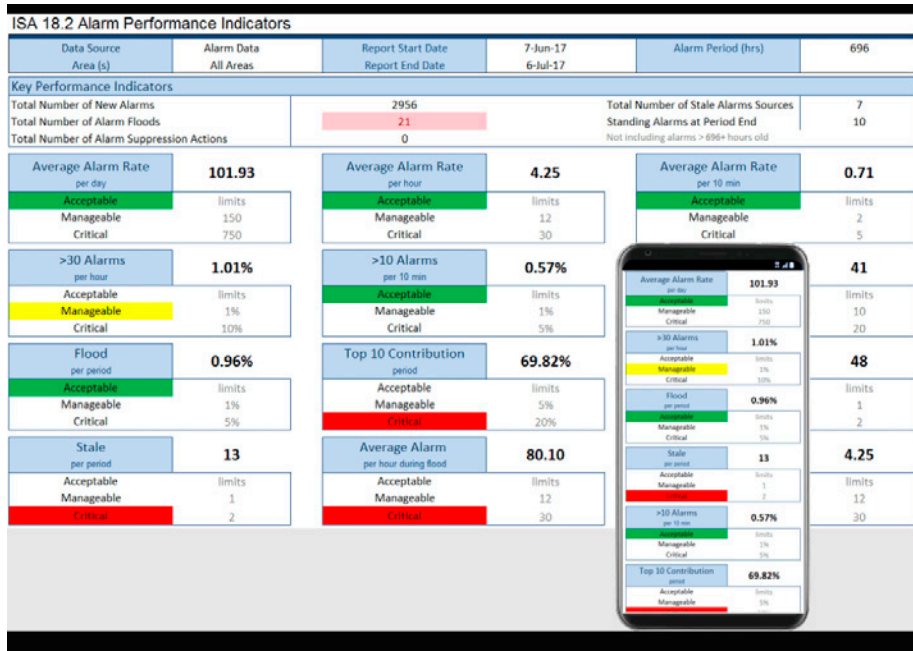 ISA 18.2 Alarm Performance Indicators
Data Source Alarm Data Report Start Date 7-Jun-17 Alarm Period (hrs) 696
Area (s) All Areas Report End Date 6-Jul-17
Key Performance Indicators
Total Number of New Alarms 2956 Total Number of Stale Alarms Sources 7
Total Number of Alarm Floods 21 Standing Alarms at Period End 10
Total Number of Alarm Suppression Actions 0 Not including alarms > 696+ hours old
Average Alarm Rate 101.93 Average Alarm Rate 4.25 Average Alarm Rate 0.71
per day per hour per 10 min
Acceptable limits Acceptable limits Acceptable limits
Manageable 150 Manageable 12 Manageable 2
Critical 750 Critical 30 Critical 5
>30 Alarms 1.01% >10 Alarms 0.57% 41
per hour per 10 min
Acceptable limits Acceptable limits limits
Manageable 1% Manageable 1% 10
Critical 10% Critical 5% 20
Flood 0.96% Top 10 Contribution 69.82% 48
per period period
Acceptable limits Acceptable limits limits
Manageable 1% Manageable 5% 1
Critical 5% Critical 20% 2
Stale 13 Average Alarm 80.10 4.25
per period per hour during flood
Acceptable limits Acceptable limits limits
Manageable 1 Manageable 12 12
Critical 2 Critical 30 30
Average Alarm Rate 101.93
per day
Acceptable limits
Manageable 150
Critical 750
>30 Alarms 1.01%
per hour
Acceptable limits
Manageable 1%
Critical 10%
Flood 0.96%
per period
Acceptable limits
Manageable 1%
Critical 5%
Stale 13
per period
Acceptable limits
Manageable 1
Critical 2
>10 Alarms 0.57%
per 10 min
Acceptable limits
Manageable 1%
Critical 5%
Top 10 Contribution 69.82%
period
Acceptable limits
Manageable 5%